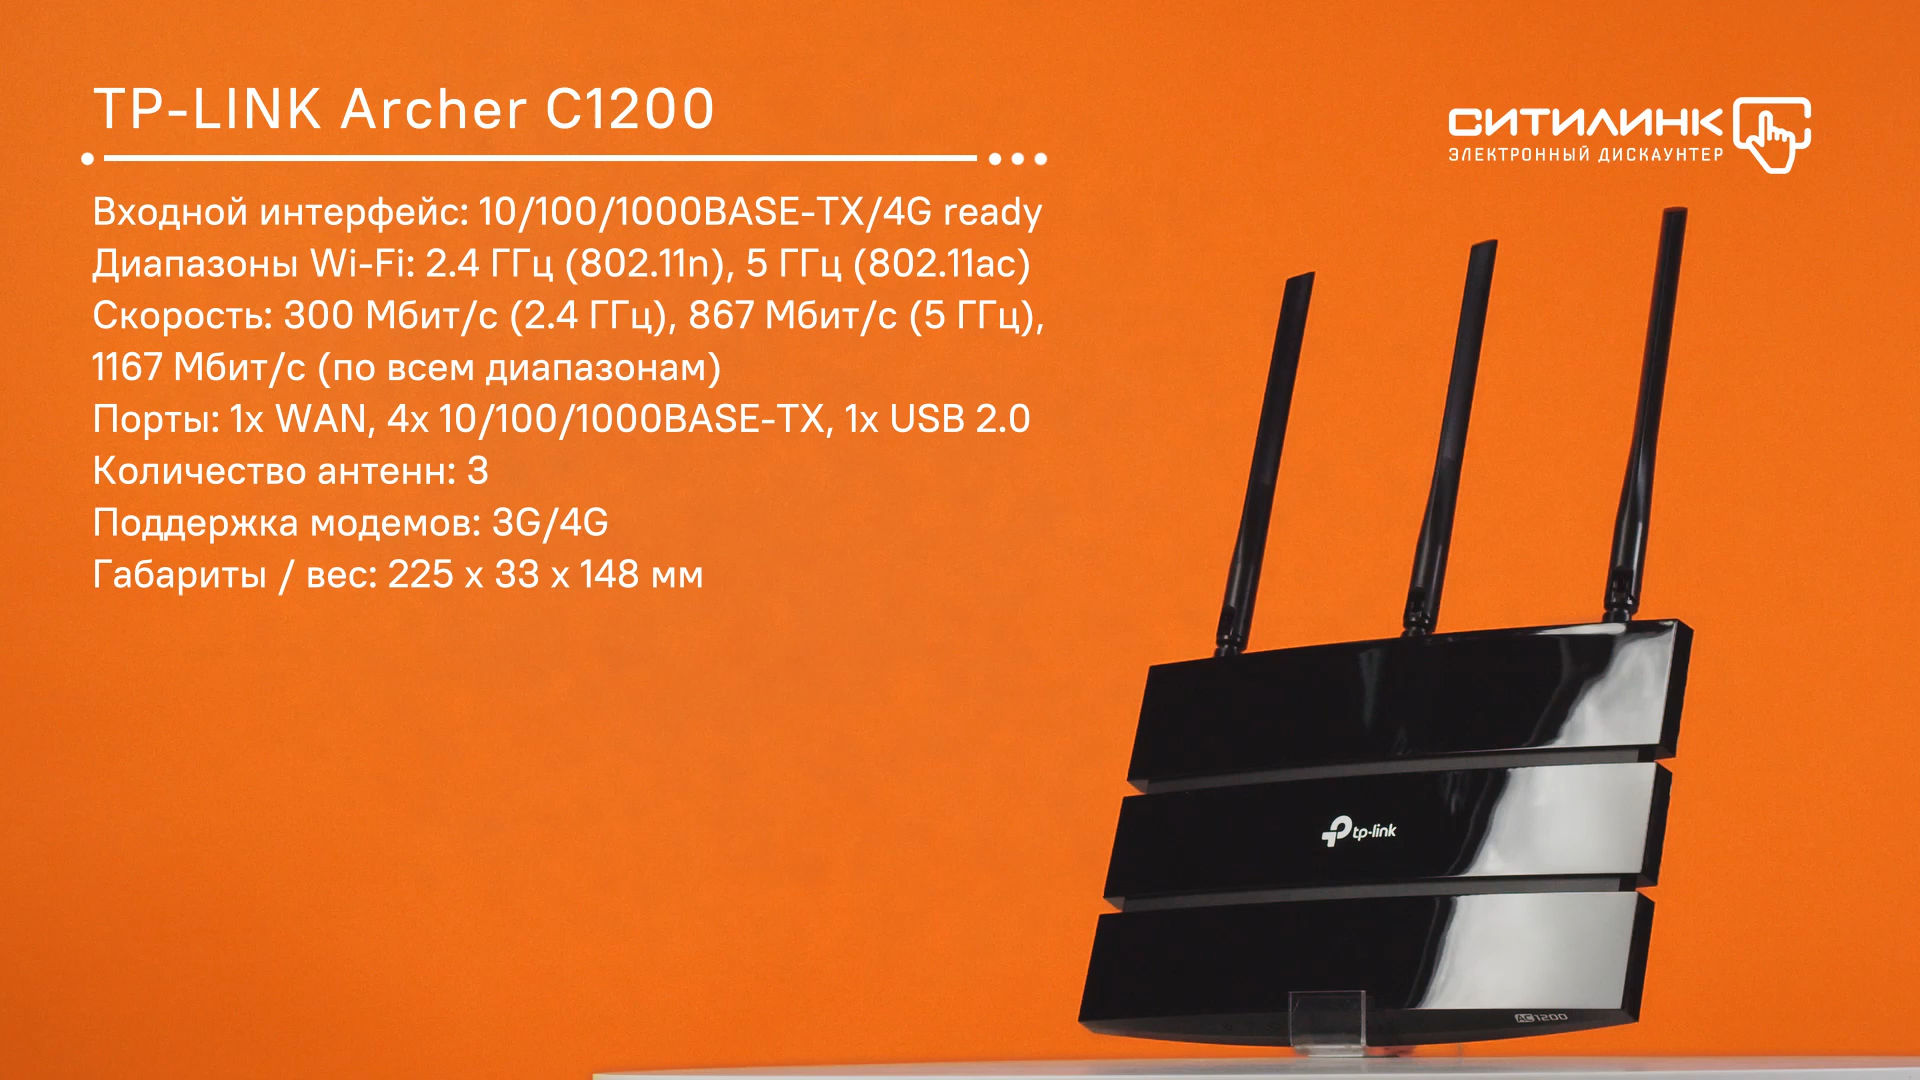 TP-LINK Archer C1200
СИТИЛИНК
ЭЛЕКТРОННЫЙ ДИСКАУНТЕР
Входной интерфейс: 10/100/1000BASE-TX/4G ready
Диапазоны Wi-Fi: 2.4 ГГц (802.11n), 5 ГГц (802.11ac)
Скорость: 300 Мбит/с (2.4 ГГц), 867 Мбит/с (5 ГГц),
1167 Мбит/с (по всем диапазонам)
Порты: 1x WAN, 4x 10/100/1000BASE-TX, 1x USB 2.0
Количество антенн: 3
Поддержка модемов: 3G/4G
Габариты / вес: 225 x 33 x 148 мм
tp-link
AC1200